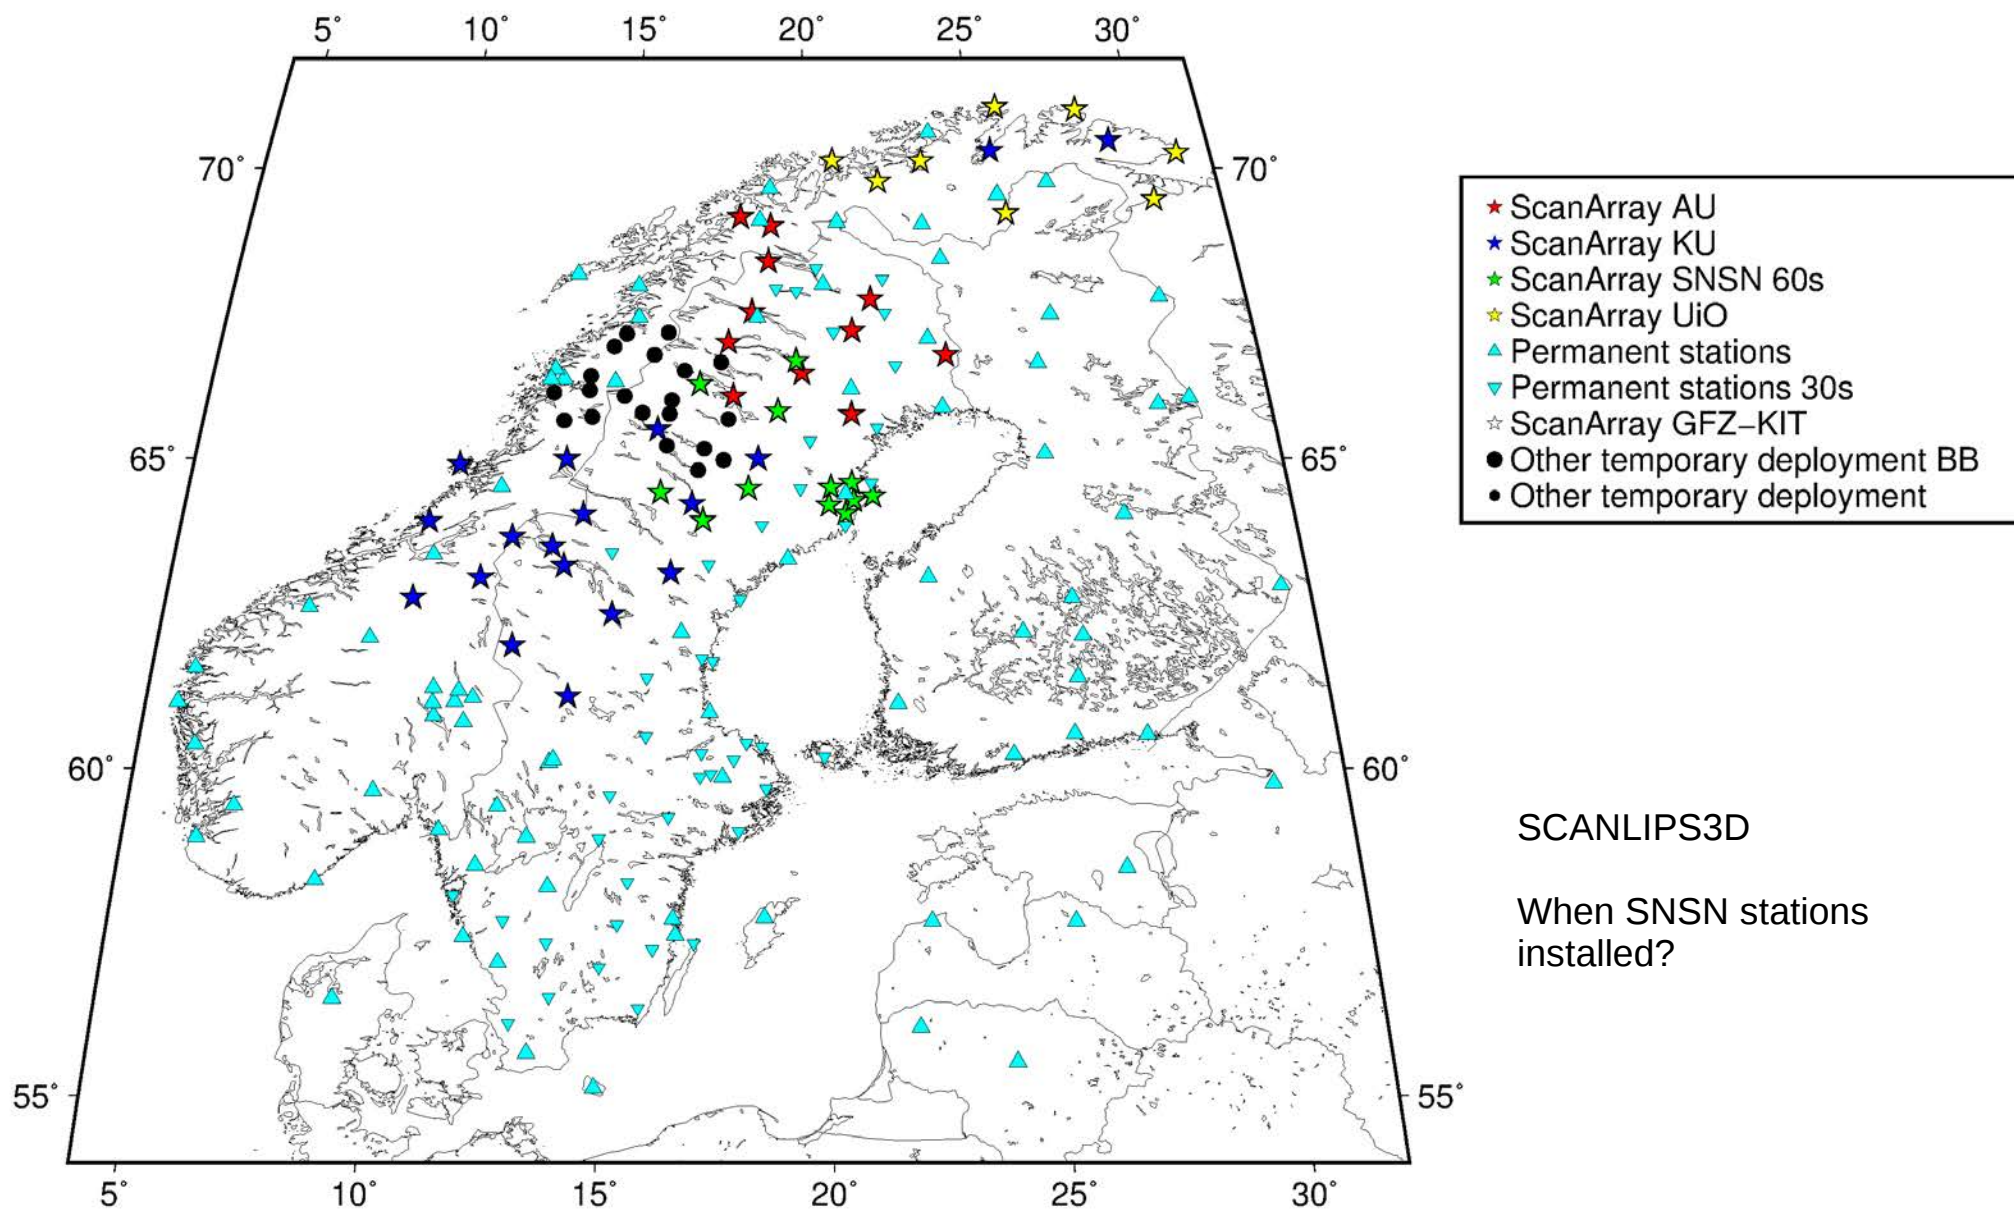 5° 10° 15° 20° 25° 30°
70° 70°
65° 65°
60° 60°
55° 55°
5° 10° 15° 20° 25° 30°
ScanArray AU
ScanArray KU
ScanArray SNSN 60s
ScanArray UiO
Permanent stations
Permanent stations 30s
ScanArray GFZ–KIT
Other temporary deployment BB
Other temporary deployment
SCANLIPS3D
When SNSN stations
installed?